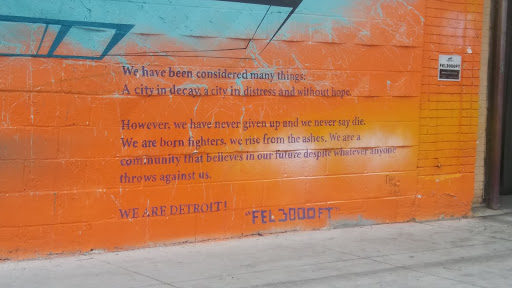 We have been considered many things:
A city in decay, a city in distress and without hope.
However, we have never given up and we never say die.
We are born fighters, we rise from the ashes. We are a
community that believes in our future despite whatever anyone
throws against us.
WE ARE DETROIT! "FEL3000FT"
FEL3000FT